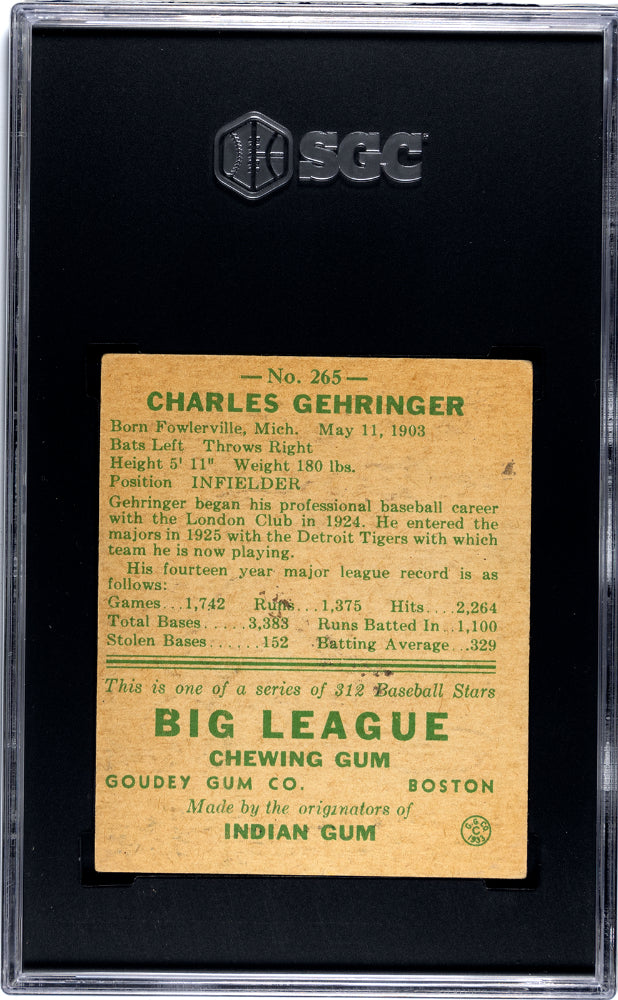 SGC
—No. 265—
CHARLES GEHRINGER
Born Fowlerville, Mich. May 11, 1903
Bats Left Throws Right
Height 5' 11" Weight 180 lbs.
Position INFIELDER
Gehringer began his professional baseball career
with the London Club in 1924. He entered the
majors in 1925 with the Detroit Tigers with which
team he is now playing.
His fourteen year major league record is as
follows:
Games...1,742 Runs...1,375 Hits....2,264
Total Bases.....3,383 Runs Batted In..1,100
Stolen Bases......152 Batting Average...329
This is one of a series of 312 Baseball Stars
BIG LEAGUE
CHEWING GUM
GOUDEY GUM CO. BOSTON
Made by the originators of
INDIAN GUM
G.G.CO.
C